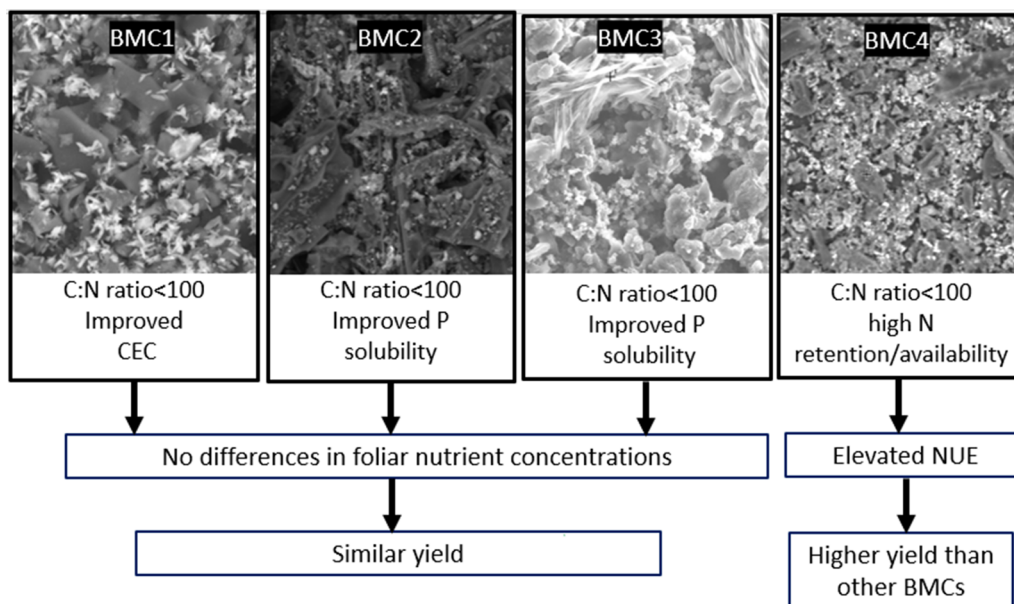 BMC1
BMC2
BMC3
BMC4
C:N ratio<100
Improved
CEC
C:N ratio<100
Improved P
solubility
C:N ratio<100
Improved P
solubility
C:N ratio<100
high N
retention/availability
No differences in foliar nutrient concentrations
Elevated NUE
Similar yield
Higher yield than
other BMCs